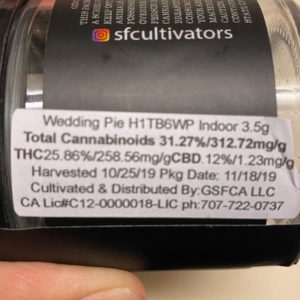 sfcultivators
Wedding Pie H1TB6WP Indoor 3.5g
Total Cannabinoids 31.27%/312.72mg/g
THC25.86%/258.56mg/gCBD.12%/1.23mg/g
Harvested 10/25/19 Pkg Date: 11/18/19
Cultivated & Distributed By:GSFCA LLC
CA Lic#C12-0000018-LIC ph:707-722-0737